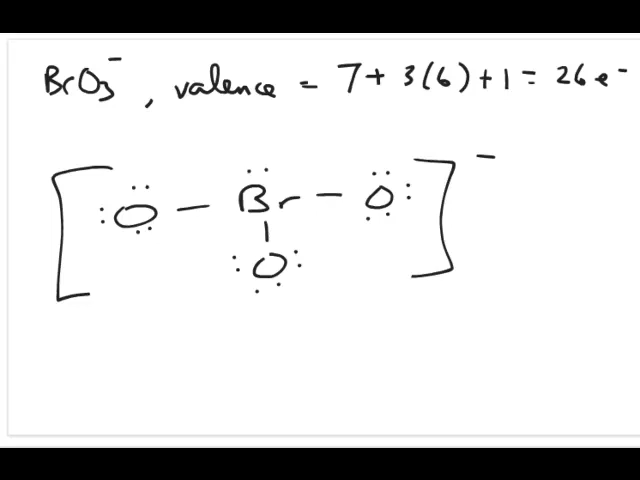 BrO₃⁻, valence = 7 + 3(6) + 1 = 26 e⁻
[:O — Br — O:]⁻
:O: